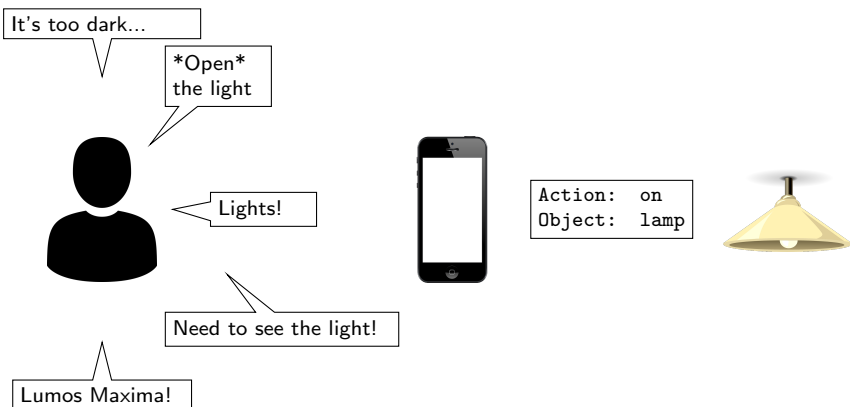 It's too dark...
*Open*
the light
Lights!
Action: on
Object: lamp
Need to see the light!
Lumos Maxima!